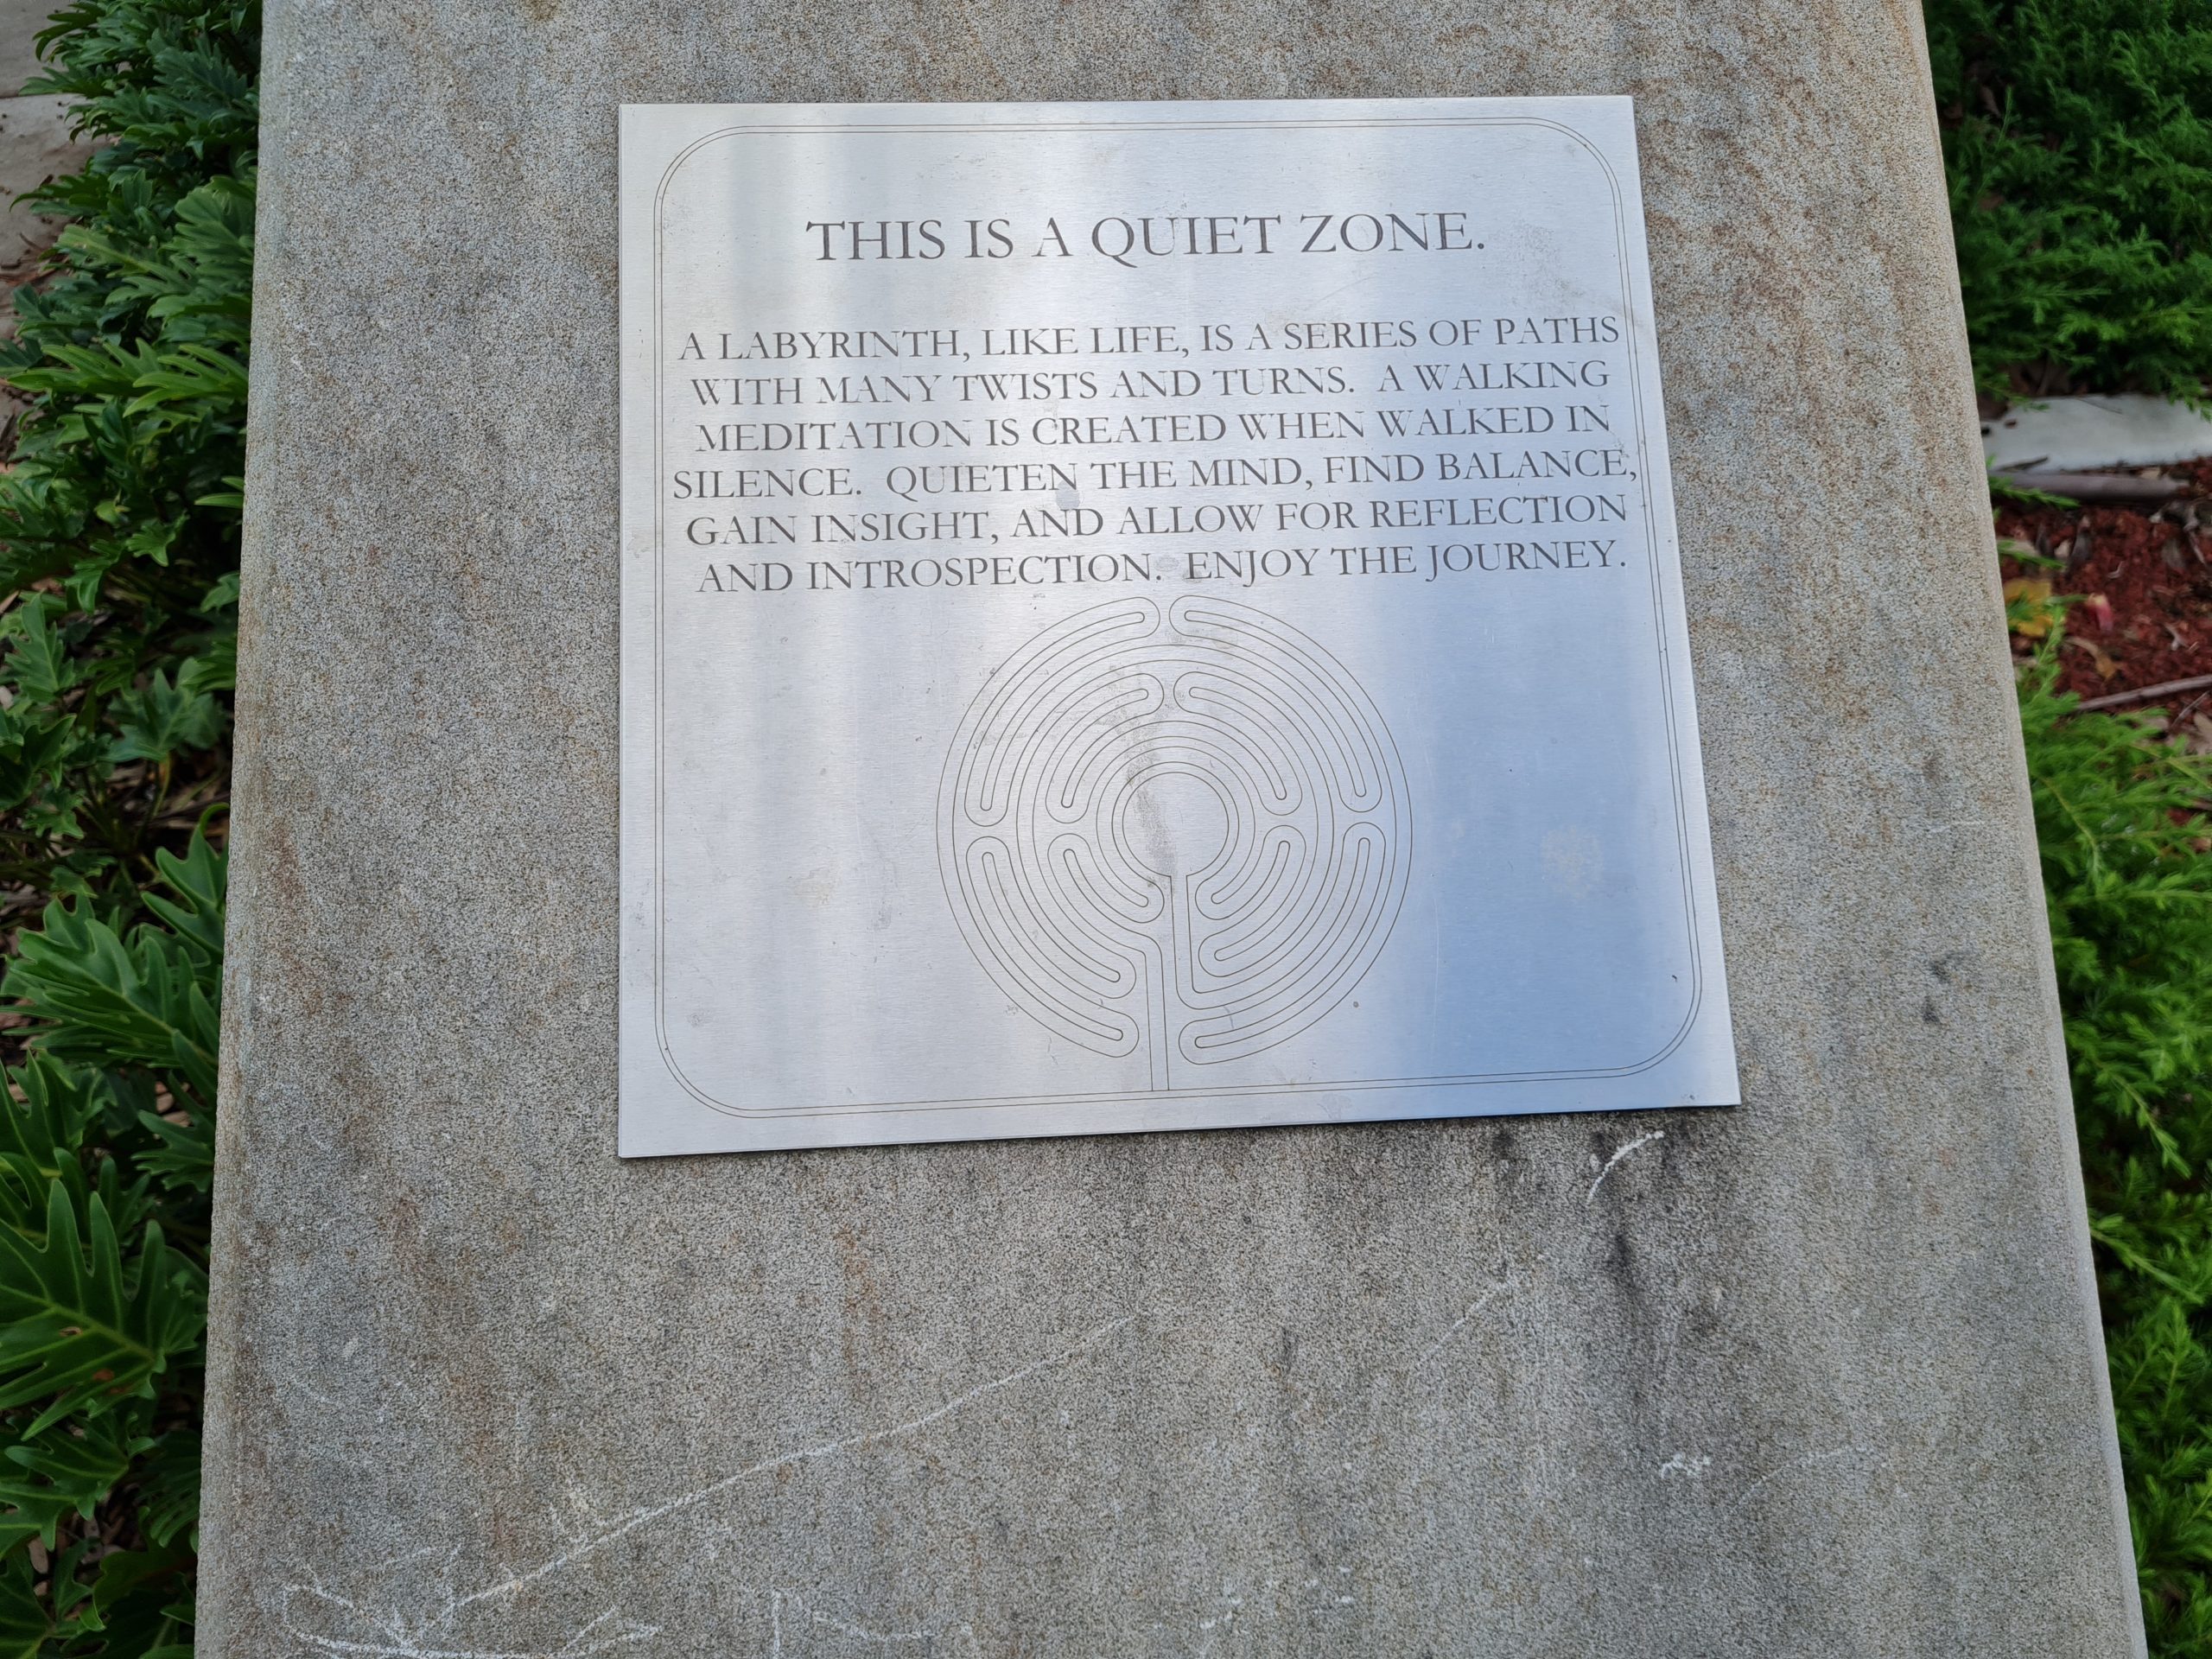 THIS IS A QUIET ZONE.
A LABYRINTH, LIKE LIFE, IS A SERIES OF PATHS
WITH MANY TWISTS AND TURNS. A WALKING
MEDITATION IS CREATED WHEN WALKED IN
SILENCE. QUIETEN THE MIND, FIND BALANCE,
GAIN INSIGHT, AND ALLOW FOR REFLECTION
AND INTROSPECTION. ENJOY THE JOURNEY.